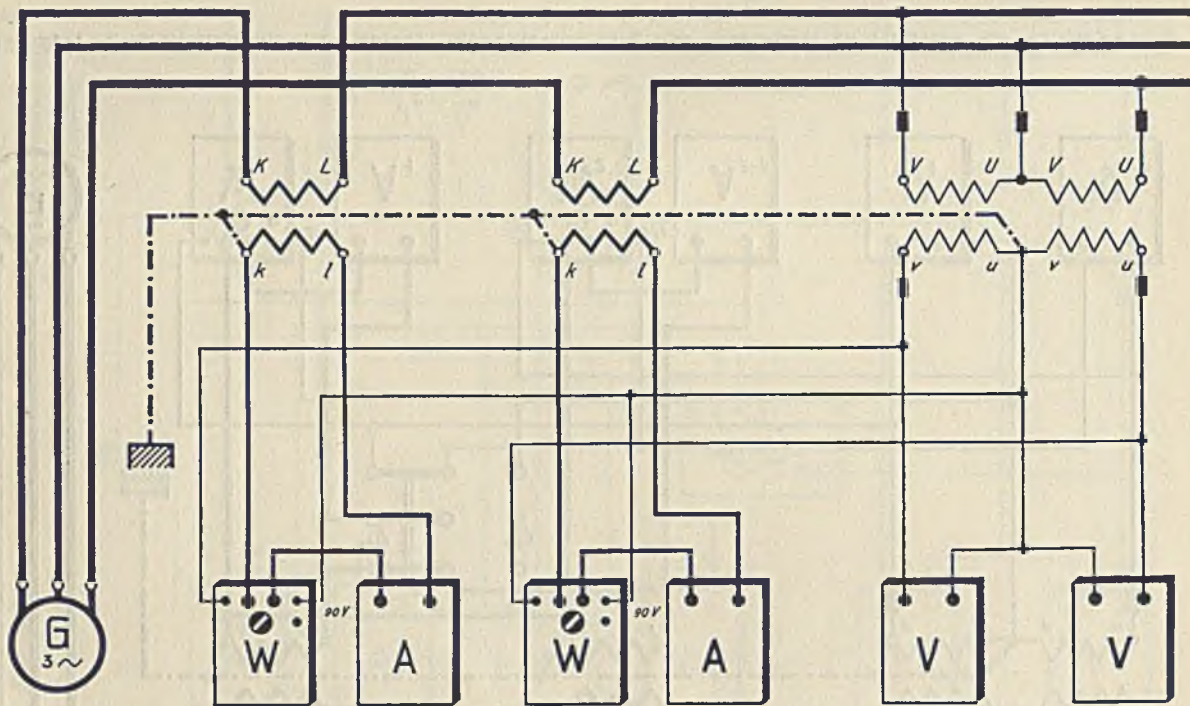 K L K L V U V U
k l k l v u v u
90V 90V
G
3~
W A W A V V